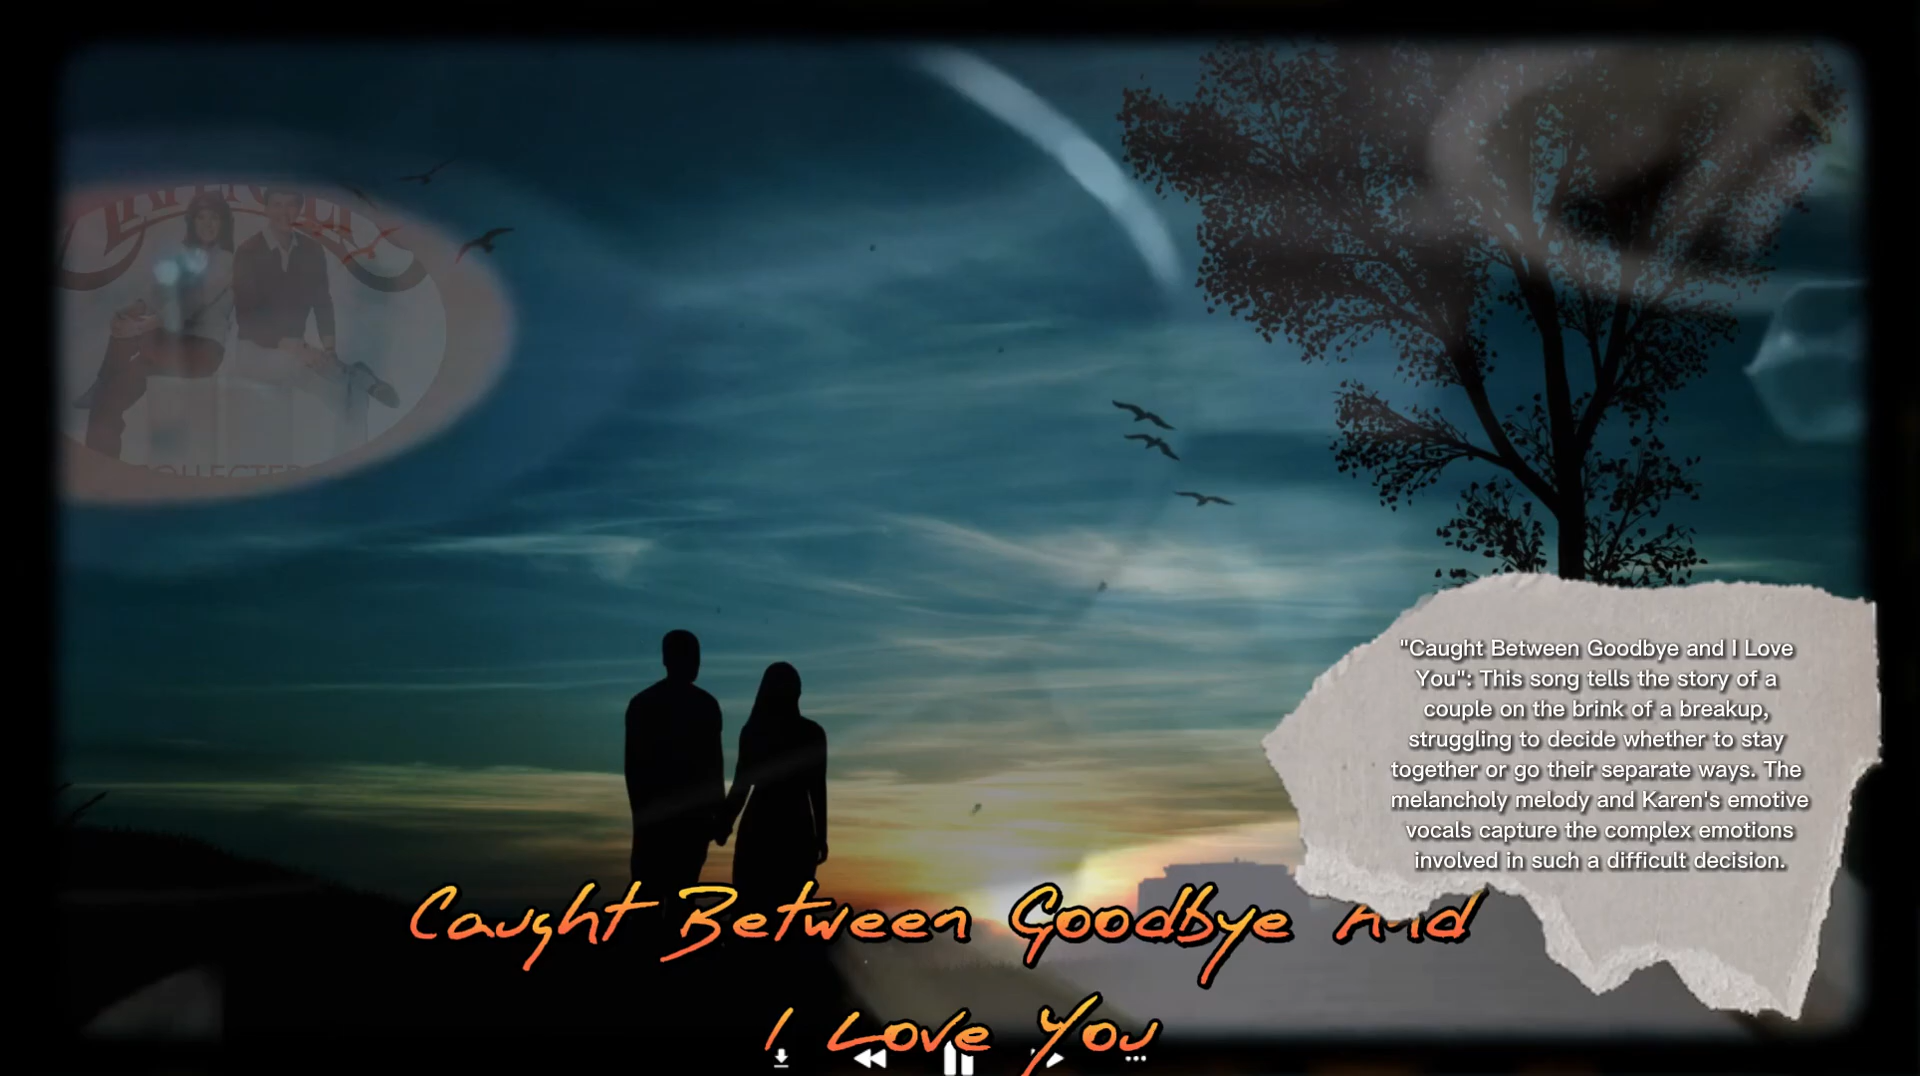 "Caught Between Goodbye and I Love
You": This song tells the story of a
couple on the brink of a breakup,
struggling to decide whether to stay
together or go their separate ways. The
melancholy melody and Karen's emotive
vocals capture the complex emotions
involved in such a difficult decision.
Caught Between Goodbye And
I Love You